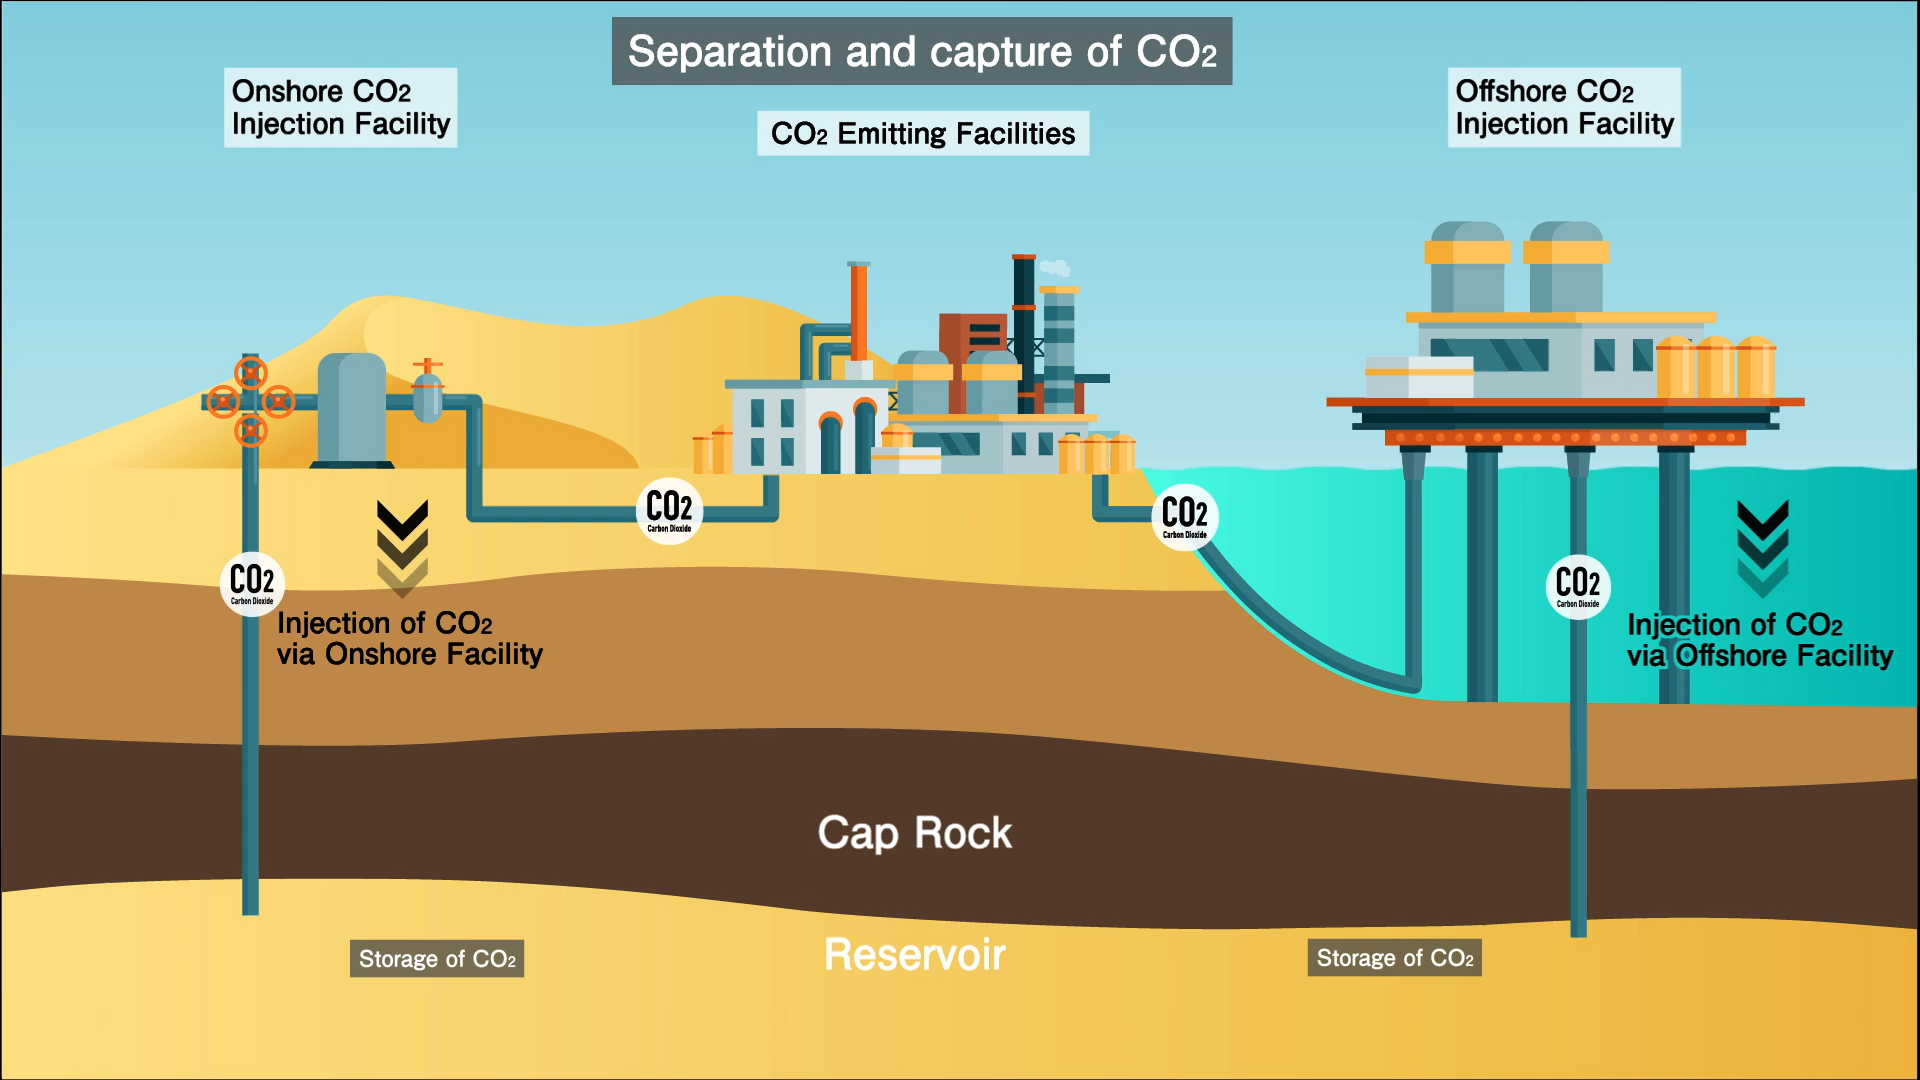 Separation and capture of CO2
Onshore CO2
Injection Facility
CO2 Emitting Facilities
Offshore CO2
Injection Facility
CO2
Carbon Dioxide
CO2
Carbon Dioxide
CO2
Carbon Dioxide
CO2
Carbon Dioxide
Injection of CO2
via Onshore Facility
Injection of CO2
via Offshore Facility
Cap Rock
Reservoir
Storage of CO2
Storage of CO2